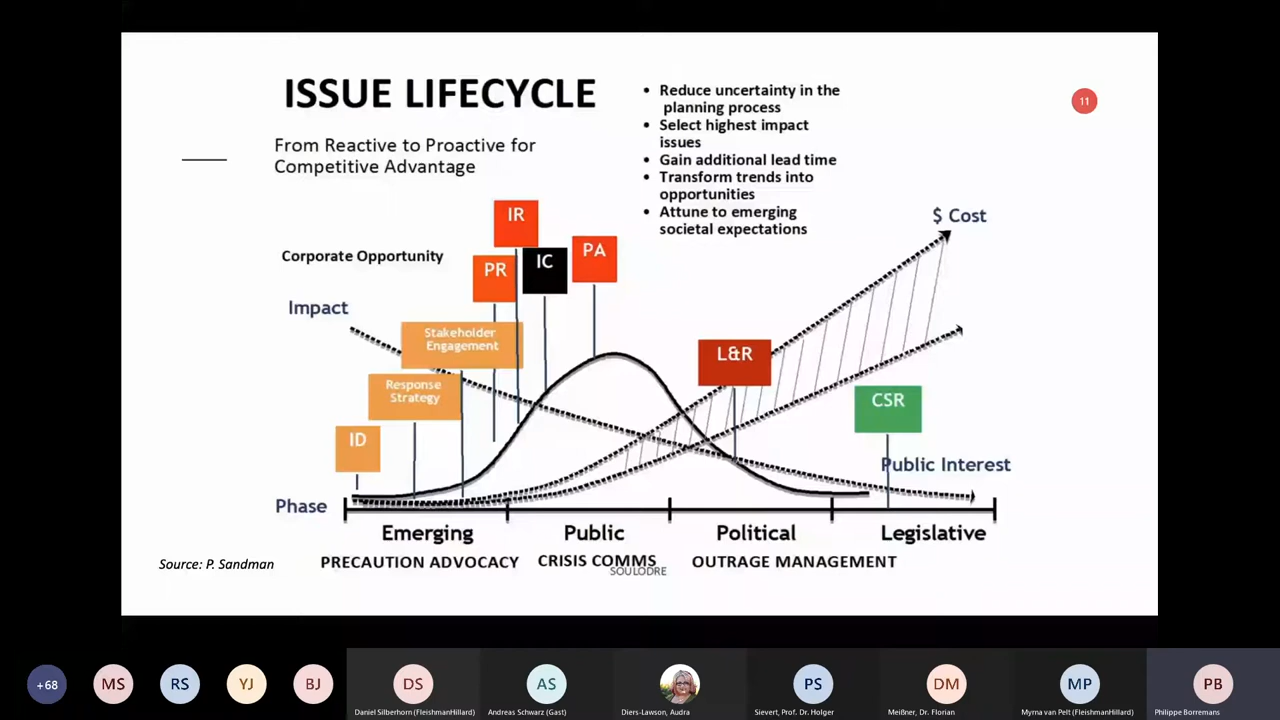 ISSUE LIFECYCLE
From Reactive to Proactive for
Competitive Advantage
• Reduce uncertainty in the
planning process
• Select highest impact
issues
• Gain additional lead time
• Transform trends into
opportunities
• Attune to emerging
societal expectations
11
$ Cost
IR
PA
IC
PR
Corporate Opportunity
Impact
Stakeholder
Engagement
L&R
Response
Strategy
CSR
ID
Public Interest
Phase
Emerging
Public
Political
Legislative
PRECAUTION ADVOCACY
CRISIS COMMS
OUTRAGE MANAGEMENT
Source: P. Sandman
SOULODRE
+68
MS
RS
YJ
BJ
DS
AS
PS
DM
MP
PB
Daniel Silberhorn (FleishmanHillard)
Andreas Schwarz (Gast)
Diers-Lawson, Audra
Sievert, Prof. Dr. Holger
Meißner, Dr. Florian
Myrna van Pelt (FleishmanHillard)
Philippe Borremans